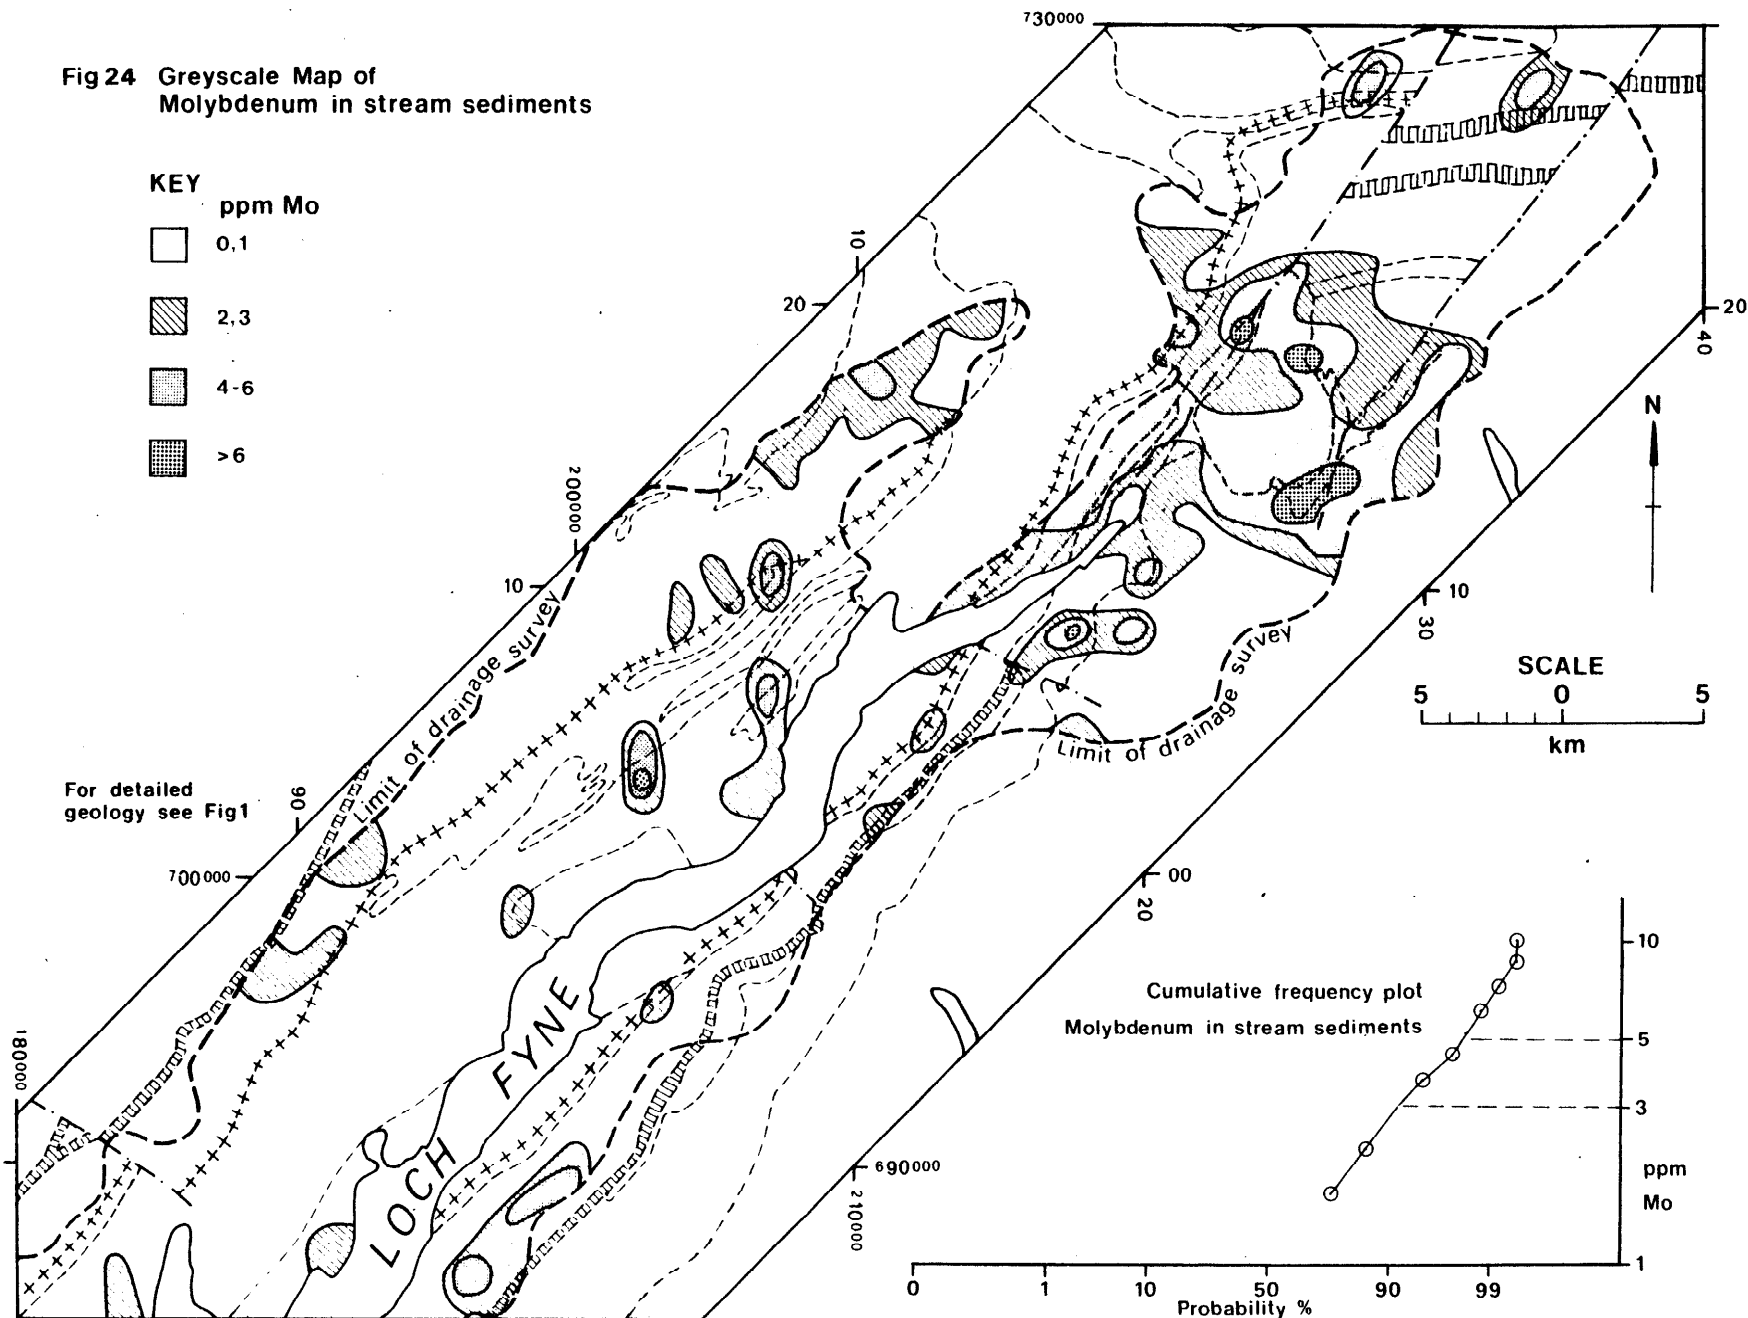 Fig 24 Greyscale Map of
Molybdenum in stream sediments
KEY
ppm Mo
0,1
2,3
4-6
>6
730000
10
20
200000
10
Limit of drainage survey
For detailed
geology see Fig1
90
700000
180000
LOCH FYNE
20
40
N
10
30
SCALE
5 0 5
km
Limit of drainage survey
00
20
690000
210000
Cumulative frequency plot
Molybdenum in stream sediments
10
5
3
ppm
Mo
1
0 1 10 50 90 99
Probability %